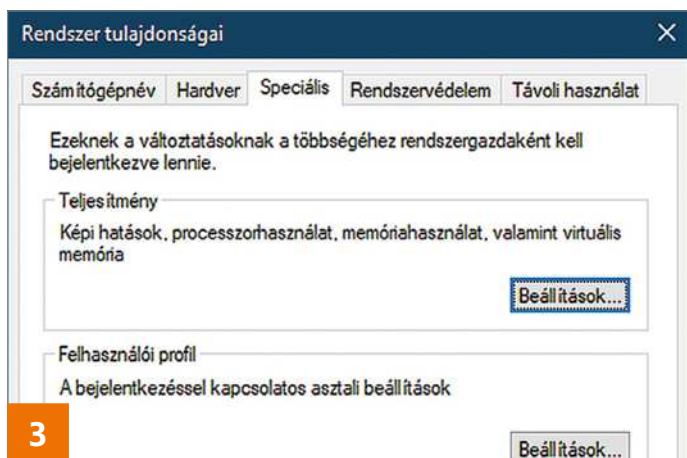 Rendszer tulajdonságai
Számítógépnév Hardver Speciális Rendszervédelem Távoli használat
Ezeknek a változtatásoknak a többségéhez rendszergazdaként kell
bejelentkezve lennie.
Teljesítmény
Képi hatások, processzorhasználat, memóriahasználat, valamint virtuális
memória
Beállítások...
Felhasználói profil
A bejelentkezéssel kapcsolatos asztali beállítások
Beállítások...
3